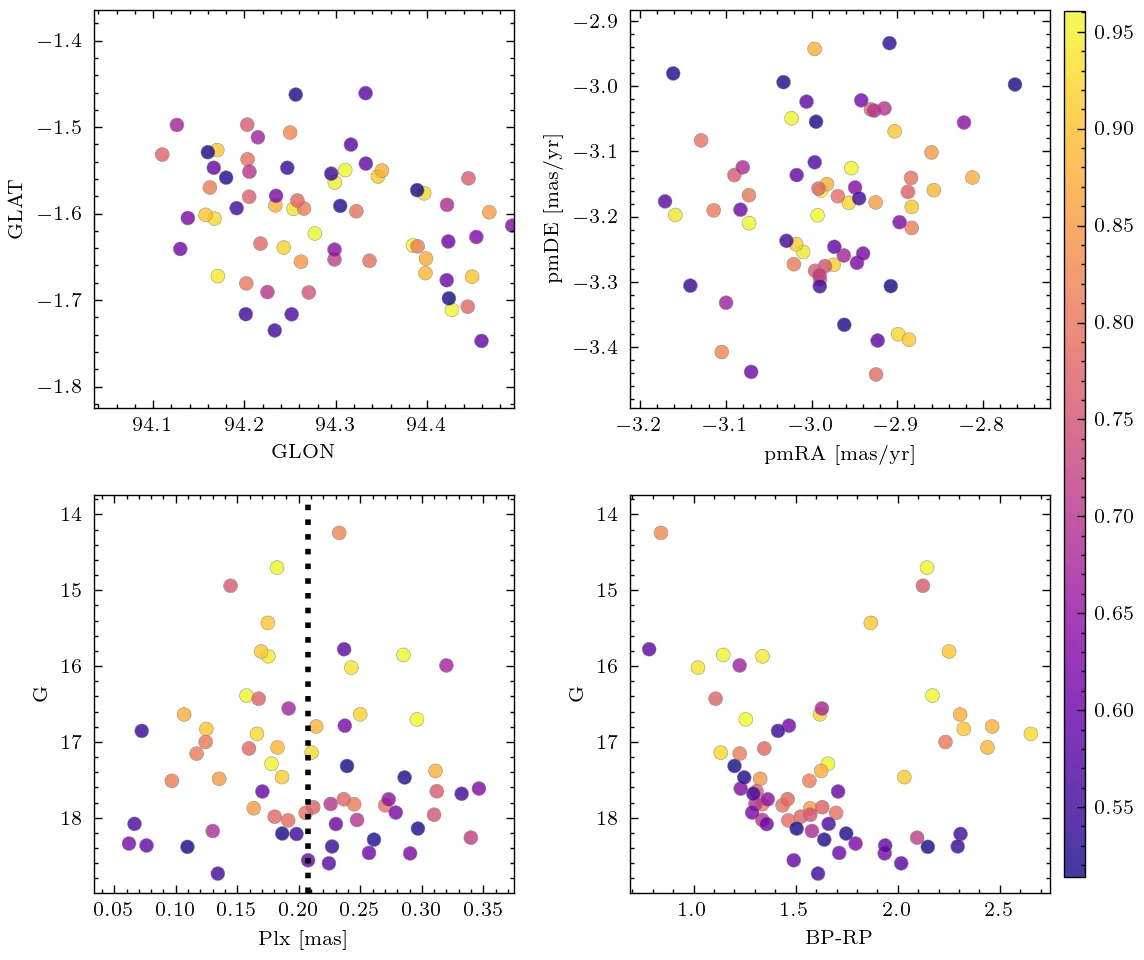 −1.4
−1.5
−1.6
−1.7
−1.8
GLAT
94.1 94.2 94.3 94.4
GLON
−2.9
−3.0
−3.1
−3.2
−3.3
−3.4
pmDE [mas/yr]
−3.2 −3.1 −3.0 −2.9 −2.8
pmRA [mas/yr]
14
15
16
17
18
G
0.05 0.10 0.15 0.20 0.25 0.30 0.35
Plx [mas]
14
15
16
17
18
G
1.0 1.5 2.0 2.5
BP-RP
0.95
0.90
0.85
0.80
0.75
0.70
0.65
0.60
0.55